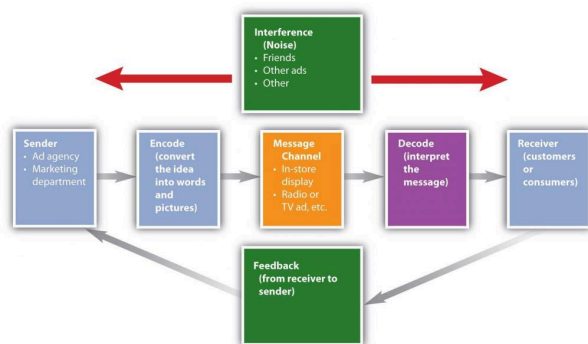 Interference
(Noise)
• Friends
• Other ads
• Other
Sender
• Ad agency
• Marketing
department
Encode
(convert
the idea
into words
and
pictures)
Message
Channel
• In-store
display
• Radio or
TV ad, etc.
Decode
(interpret
the
message)
Receiver
(customers
or
consumers)
Feedback
(from receiver to
sender)